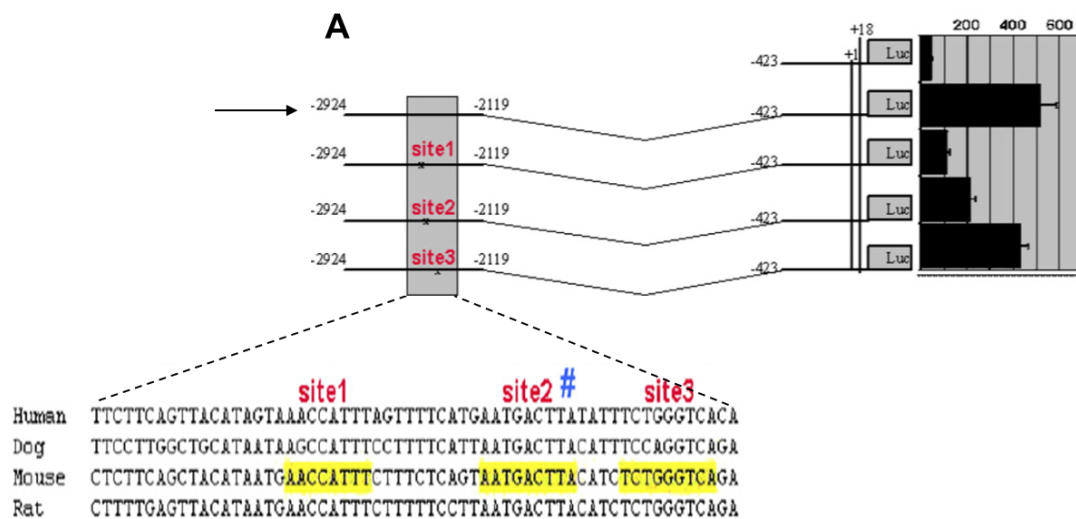 A
+18
+1
200 400 600
-423 Luc
-2924 -2119 -423 Luc
site1
-2924 -2119 -423 Luc
site2
-2924 -2119 -423 Luc
site3
-2924 -2119 -423 Luc
site1 site2 # site3
Human TTCTTCAGTTACATAGTAAACCATTTAGTTTTCATGAATGACTTATATTTCTGGGTCACA
Dog TTCCTTGGCTGCATAATAAGCCATTTCCTTTTCATTAATGACTTACATTTCCAGGTCAGA
Mouse CTCTTCAGCTACATAATGAACCATTTCTTTCTCAGTAATGACTTACATCTCTGGGTCAGA
Rat CTTTTGAGTTACATAATGAACCATTTCTTTTTCCTTAATGACTTACATCTCTGGGTCAGA